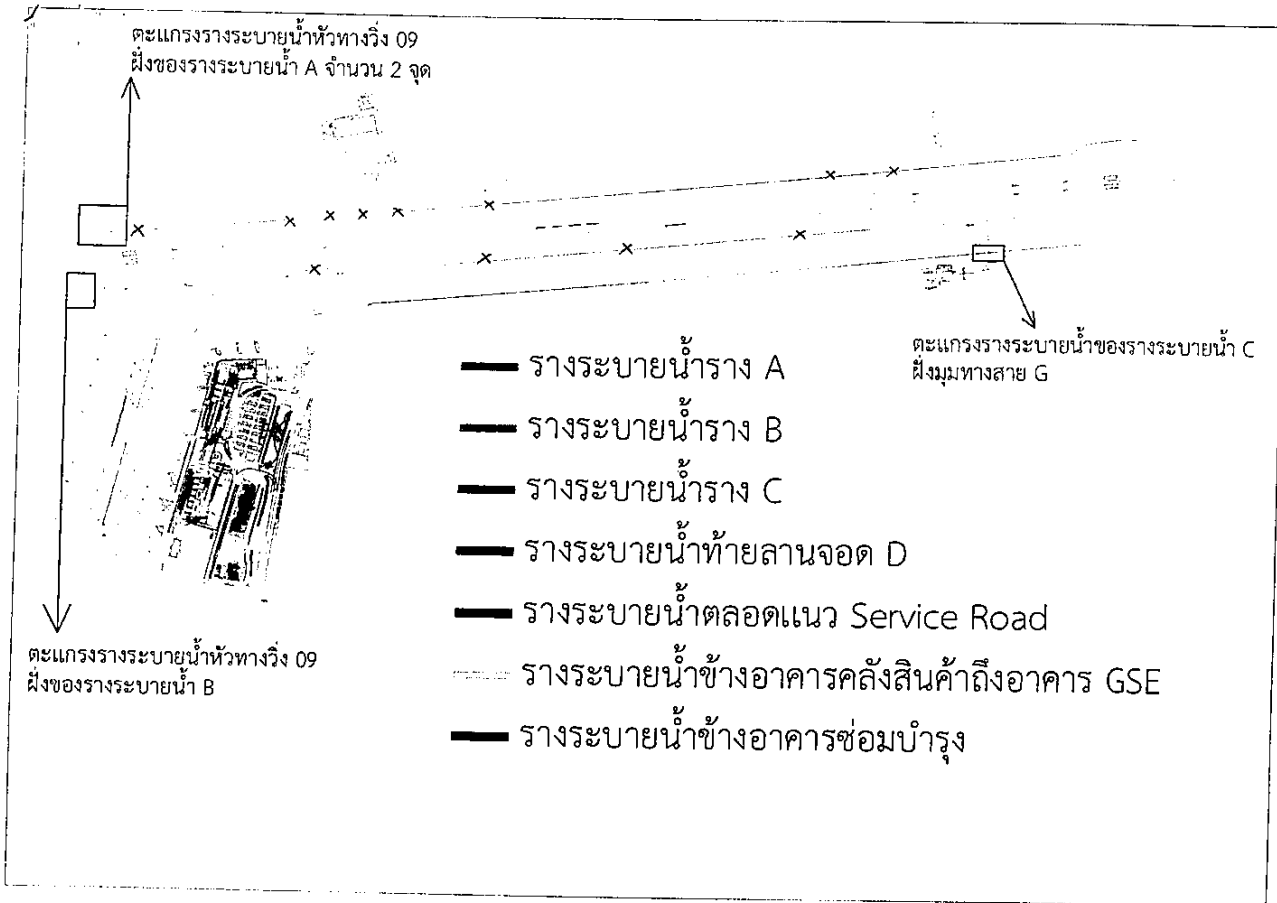 ตะแกรงรางระบายน้ำหัวทางวิ่ง 09
ฝั่งของรางระบายน้ำ A จำนวน 2 จุด
ตะแกรงรางระบายน้ำของรางระบายน้ำ C
ฝั่งมุมทางสาย G
รางระบายน้ำราง A
รางระบายน้ำราง B
รางระบายน้ำราง C
รางระบายน้ำท้ายลานจอด D
รางระบายน้ำตลอดแนว Service Road
รางระบายน้ำข้างอาคารคลังสินค้าถึงอาคาร GSE
รางระบายน้ำข้างอาคารซ่อมบำรุง
ตะแกรงรางระบายน้ำหัวทางวิ่ง 09
ฝั่งของรางระบายน้ำ B